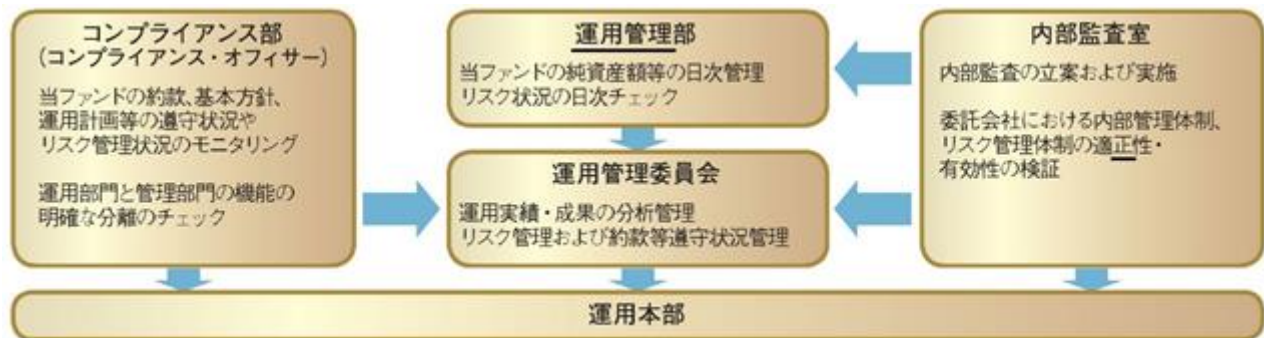 コンプライアンス部
(コンプライアンス・オフィサー)
当ファンドの約款、基本方針、
運用計画等の遵守状況や
リスク管理状況のモニタリング
運用部門と管理部門の機能の
明確な分離のチェック
運用管理部
当ファンドの純資産額等の日次管理
リスク状況の日次チェック
運用管理委員会
運用実績・成果の分析管理
リスク管理および約款等遵守状況管理
内部監査室
内部監査の立案および実施
委託会社における内部管理体制、
リスク管理体制の適正性・
有効性の検証
運用本部